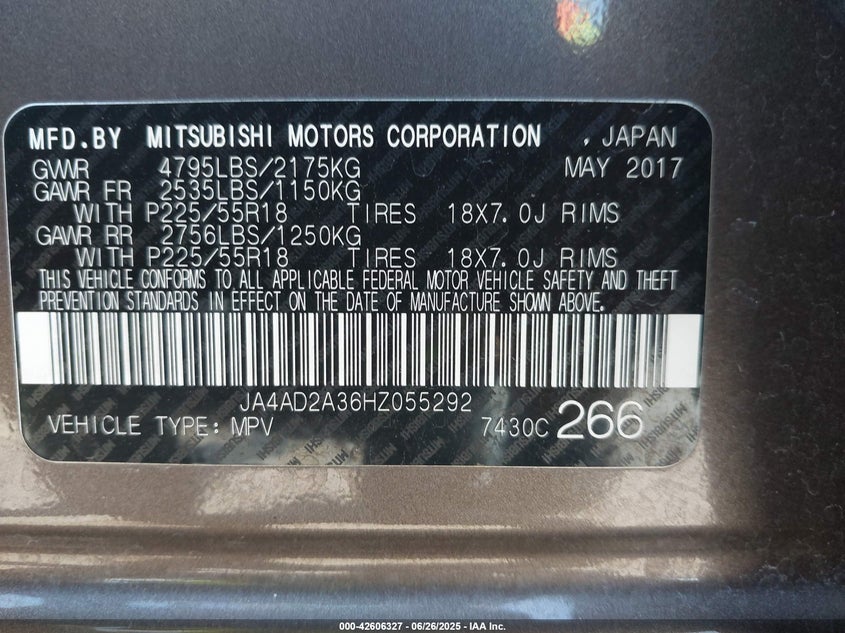 MFD.BY MITSUBISHI MOTORS CORPORATION , JAPAN
GVWR 4795LBS/2175KG MAY 2017
GAWR FR 2535LBS/1150KG
WITH P225/55R18 TIRES 18X7.0J RIMS
GAWR RR 2756LBS/1250KG
WITH P225/55R18 TIRES 18X7.0J RIMS
THIS VEHICLE CONFORMS TO ALL APPLICABLE FEDERAL MOTOR VEHICLE SAFETY AND THEFT
PREVENTION STANDARDS IN EFFECT ON THE DATE OF MANUFACTURE SHOWN ABOVE.
JA4AD2A36HZ055292
VEHICLE TYPE: MPV 7430C 266
000-42606327 - 06/26/2025 - IAA Inc.